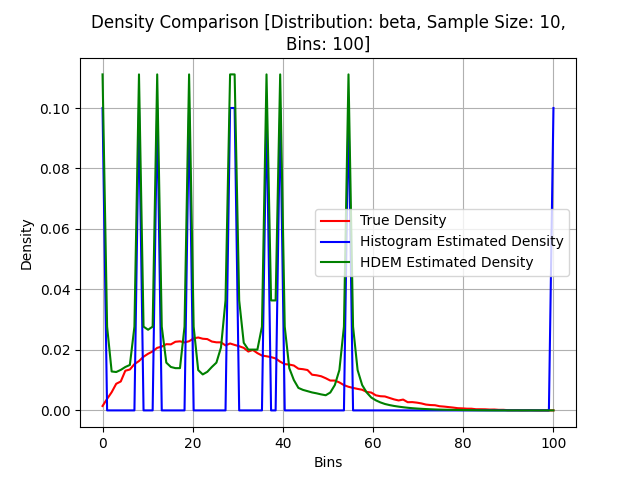 Density Comparison [Distribution: beta, Sample Size: 10,
Bins: 100]
Density
0.10
0.08
0.06
0.04
0.02
0.00
True Density
Histogram Estimated Density
HDEM Estimated Density
0 20 40 60 80 100
Bins